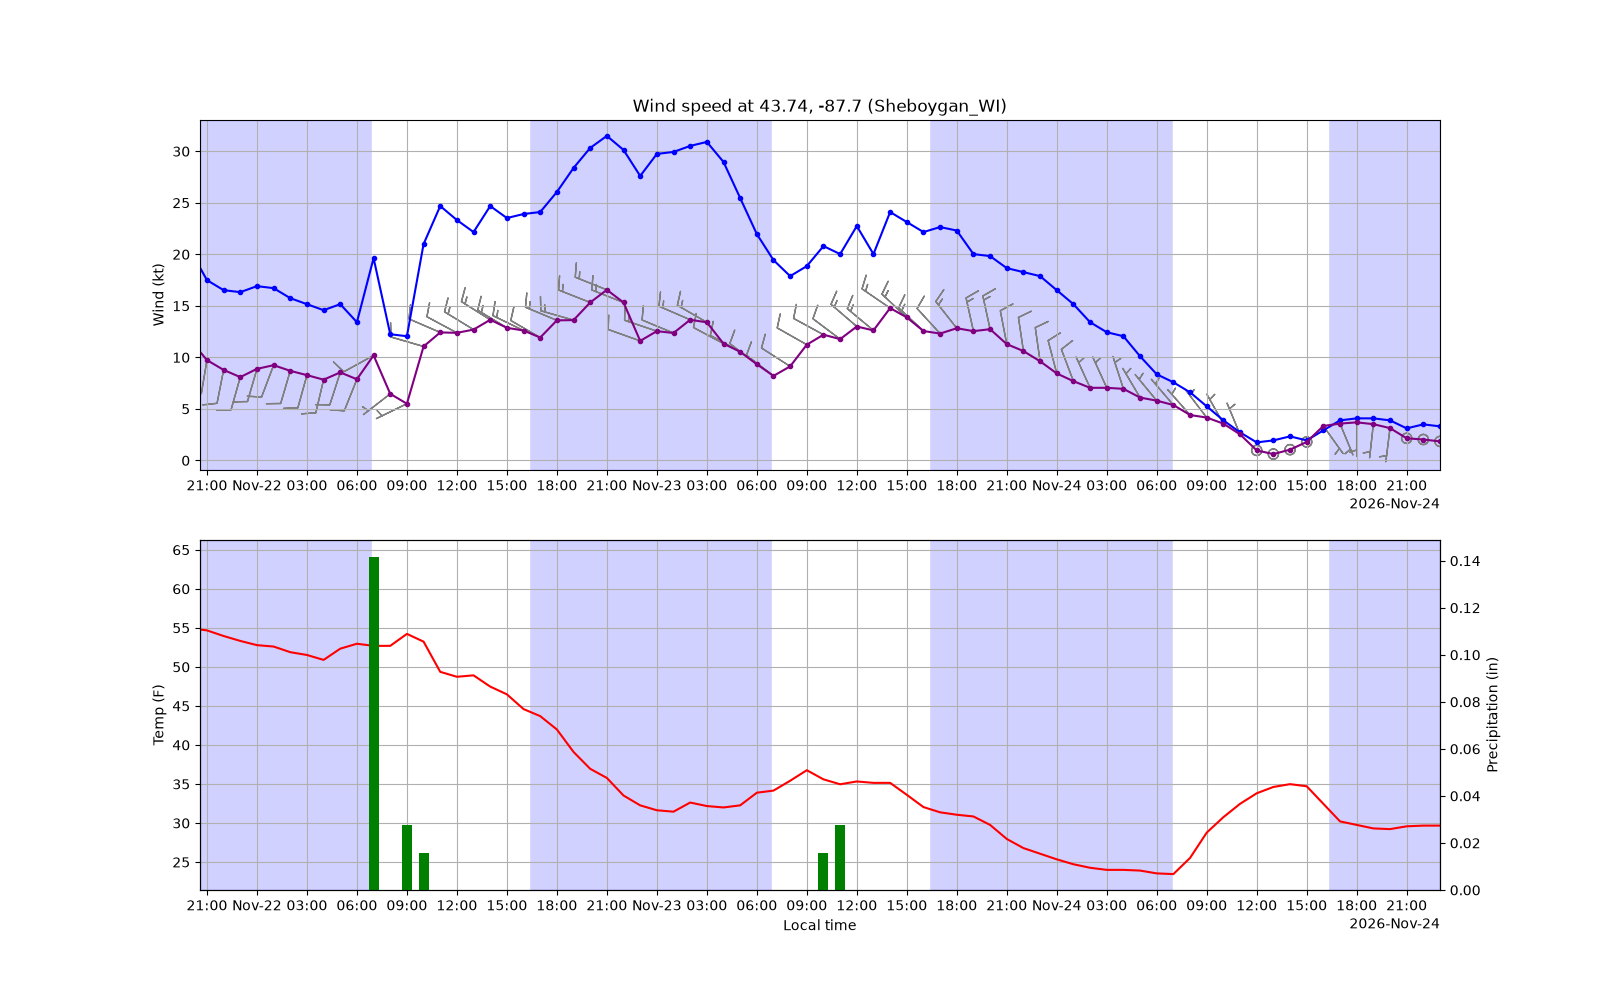 Wind speed at 43.74, -87.7 (Sheboygan_WI)
Wind (kt)
30
25
20
15
10
5
0
21:00 Nov-22 03:00 06:00 09:00 12:00 15:00 18:00 21:00 Nov-23 03:00 06:00 09:00 12:00 15:00 18:00 21:00 Nov-24 03:00 06:00 09:00 12:00 15:00 18:00 21:00
2026-Nov-24
Temp (F)
65
60
55
50
45
40
35
30
25
0.14
0.12
0.10
0.08
0.06
0.04
0.02
0.00
Precipitation (in)
21:00 Nov-22 03:00 06:00 09:00 12:00 15:00 18:00 21:00 Nov-23 03:00 06:00 09:00 12:00 15:00 18:00 21:00 Nov-24 03:00 06:00 09:00 12:00 15:00 18:00 21:00
Local time
2026-Nov-24